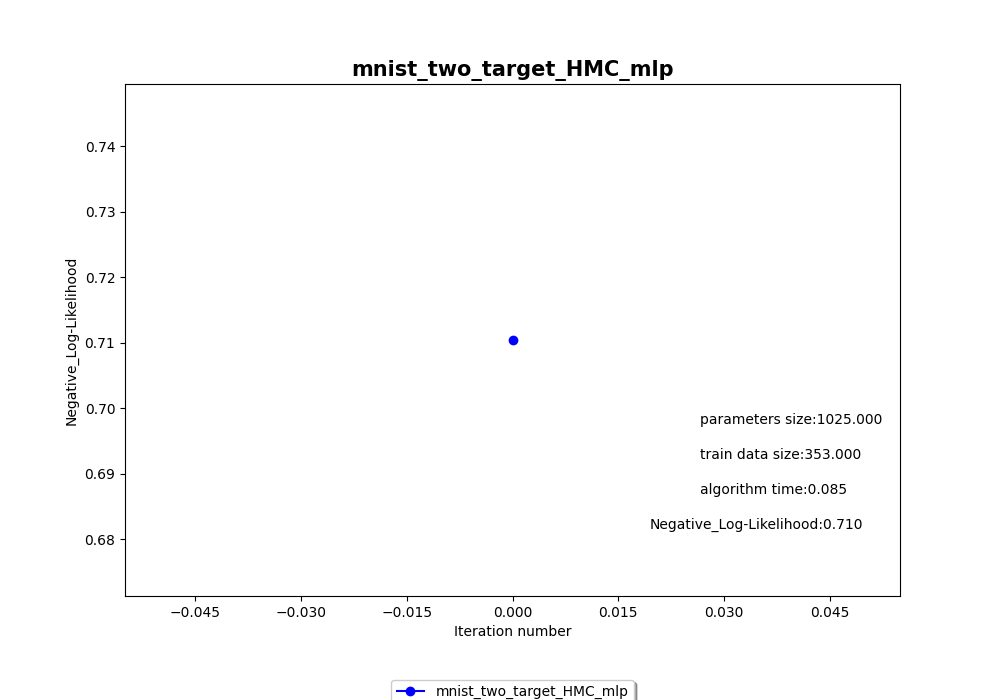 mnist_two_target_HMC_mlp
Negative_Log-Likelihood
0.74
0.73
0.72
0.71
0.70
0.69
0.68
parameters size:1025.000
train data size:353.000
algorithm time:0.085
Negative_Log-Likelihood:0.710
−0.045 −0.030 −0.015 0.000 0.015 0.030 0.045
Iteration number
mnist_two_target_HMC_mlp